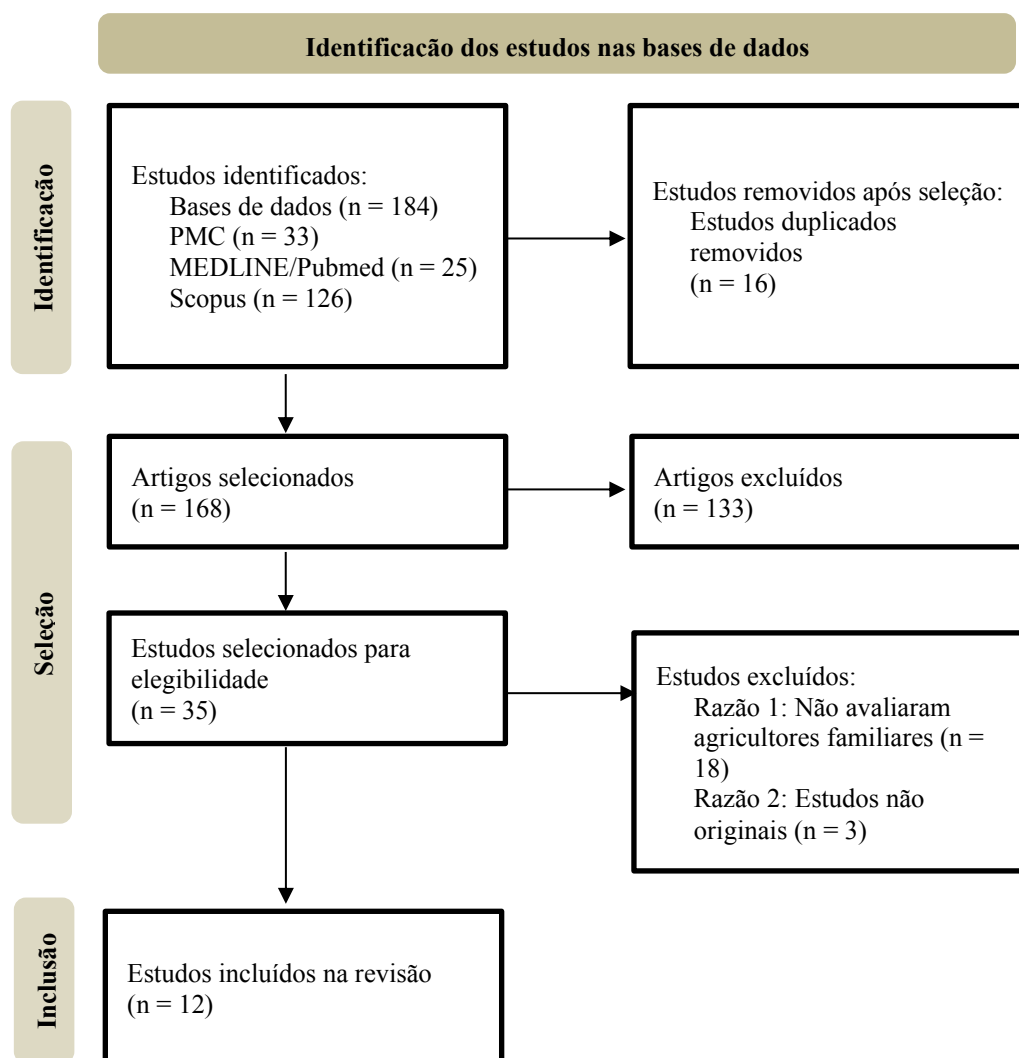 Identificacão dos estudos nas bases de dados
Identificação
Estudos identificados:
Bases de dados (n = 184)
PMC (n = 33)
MEDLINE/Pubmed (n = 25)
Scopus (n = 126)
Estudos removidos após seleção:
Estudos duplicados
removidos
(n = 16)
Seleção
Artigos selecionados
(n = 168)
Artigos excluídos
(n = 133)
Estudos selecionados para
elegibilidade
(n = 35)
Estudos excluídos:
Razão 1: Não avaliaram
agricultores familiares (n =
18)
Razão 2: Estudos não
originais (n = 3)
Inclusão
Estudos incluídos na revisão
(n = 12)